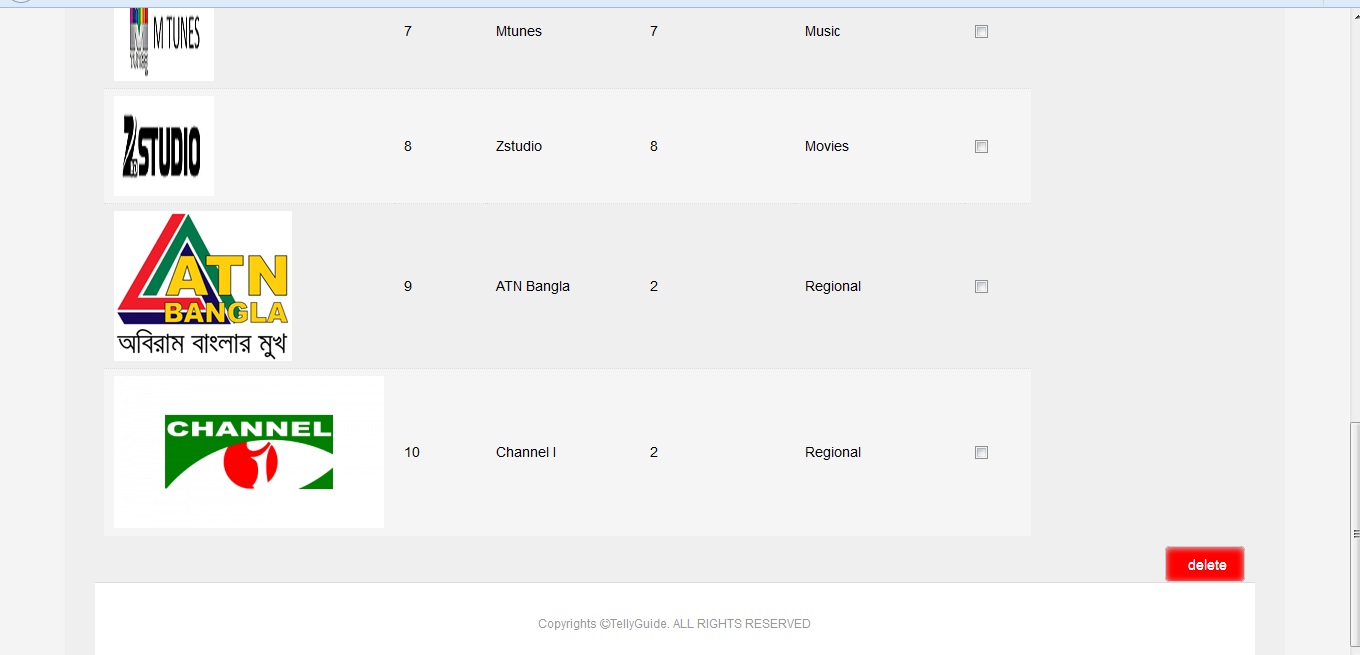 M TUNES
7 Mtunes 7 Music
ZSTUDIO
8 Zstudio 8 Movies
ATN
BANGLA
অবিরাম বাংলার মুখ
9 ATN Bangla 2 Regional
CHANNEL
10 Channel I 2 Regional
delete
Copyrights ©TellyGuide. ALL RIGHTS RESERVED